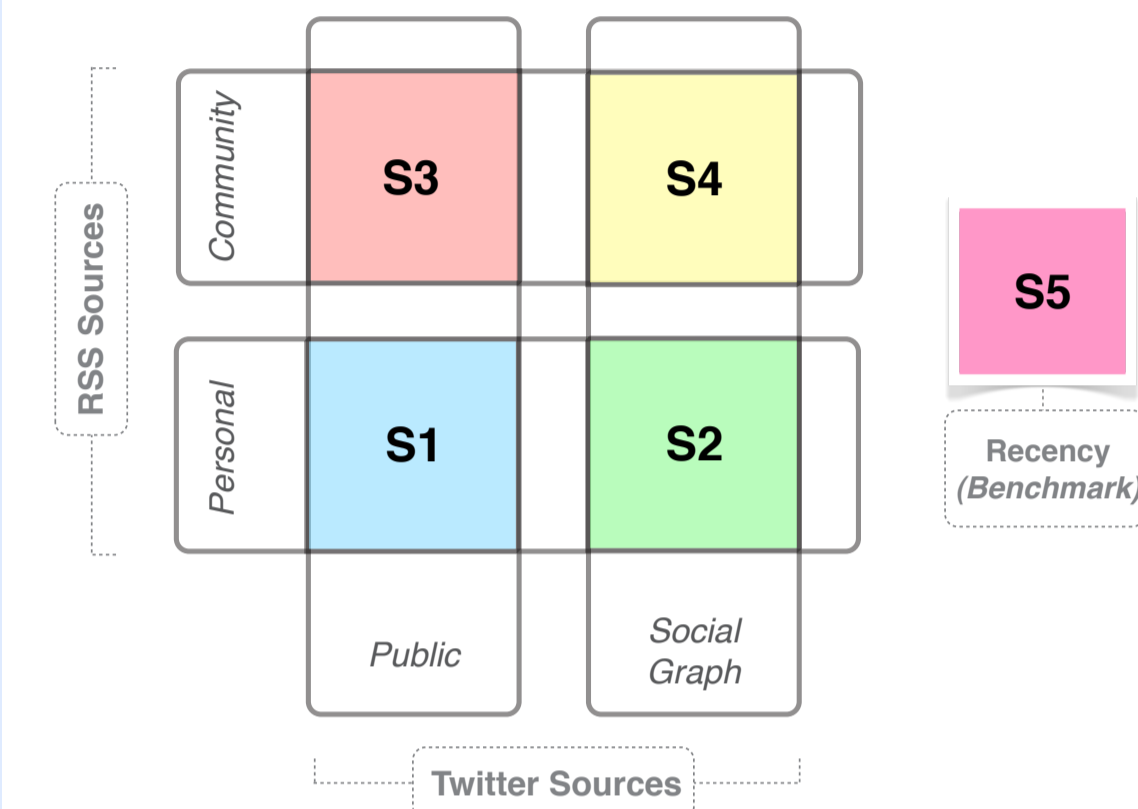 RSS Sources
Community
S3
S4
Personal
S1
S2
S5
Recency
(Benchmark)
Public
Social
Graph
Twitter Sources